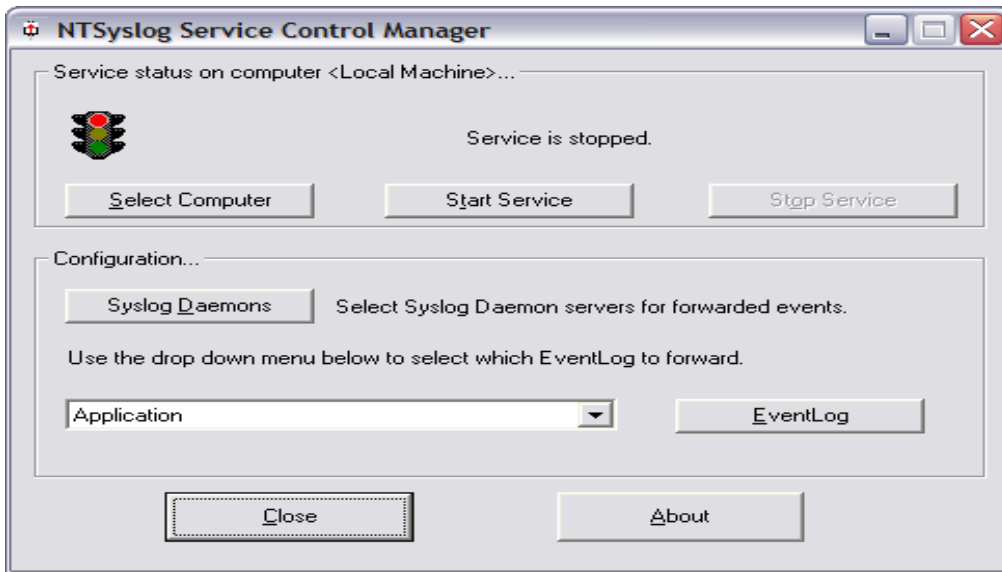 NTSyslog Service Control Manager
Service status on computer <Local Machine>...
Service is stopped.
Select Computer
Start Service
Stop Service
Configuration...
Syslog Daemons
Select Syslog Daemon servers for forwarded events.
Use the drop down menu below to select which EventLog to forward.
Application
EventLog
Close
About